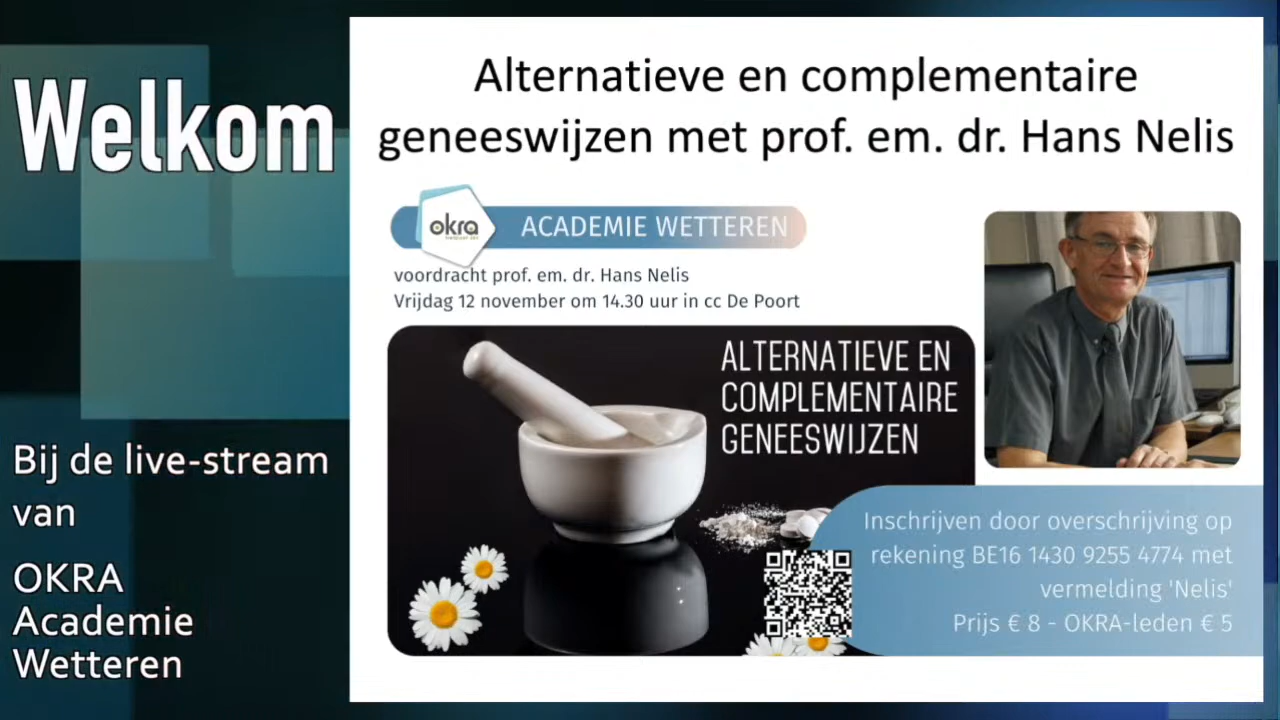 Welkom
Bij de live-stream
van
OKRA
Academie
Wetteren
Alternatieve en complementaire
geneeswijzen met prof. em. dr. Hans Nelis
okra
ACADEMIE WETTEREN
voordracht prof. em. dr. Hans Nelis
Vrijdag 12 november om 14.30 uur in cc De Poort
ALTERNATIEVE EN
COMPLEMENTAIRE
GENEESWIJZEN
Inschrijven door overschrijving op
rekening BE16 1430 9255 4774 met
vermelding 'Nelis'
Prijs € 8 - OKRA-leden € 5